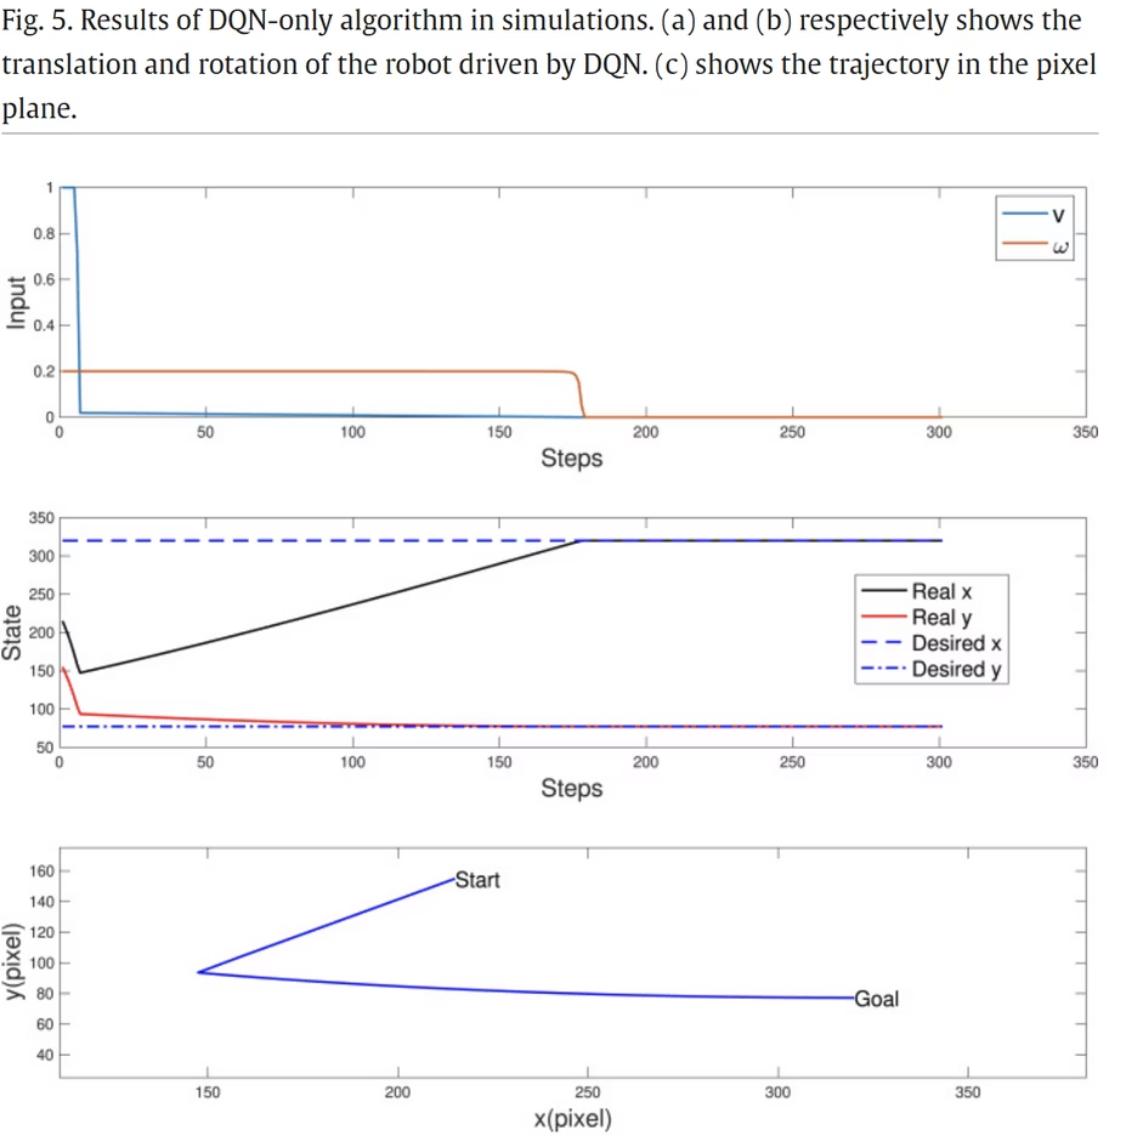 Fig. 5. Results of DQN-only algorithm in simulations. (a) and (b) respectively shows the
translation and rotation of the robot driven by DQN. (c) shows the trajectory in the pixel
plane.
1
0.8
0.6
0.4
0.2
0
Input
v
ω
0 50 100 150 200 250 300 350
Steps
350
300
250
200
150
100
50
State
Real x
Real y
Desired x
Desired y
0 50 100 150 200 250 300 350
Steps
160
140
120
100
80
60
40
y(pixel)
Start
Goal
150 200 250 300 350
x(pixel)